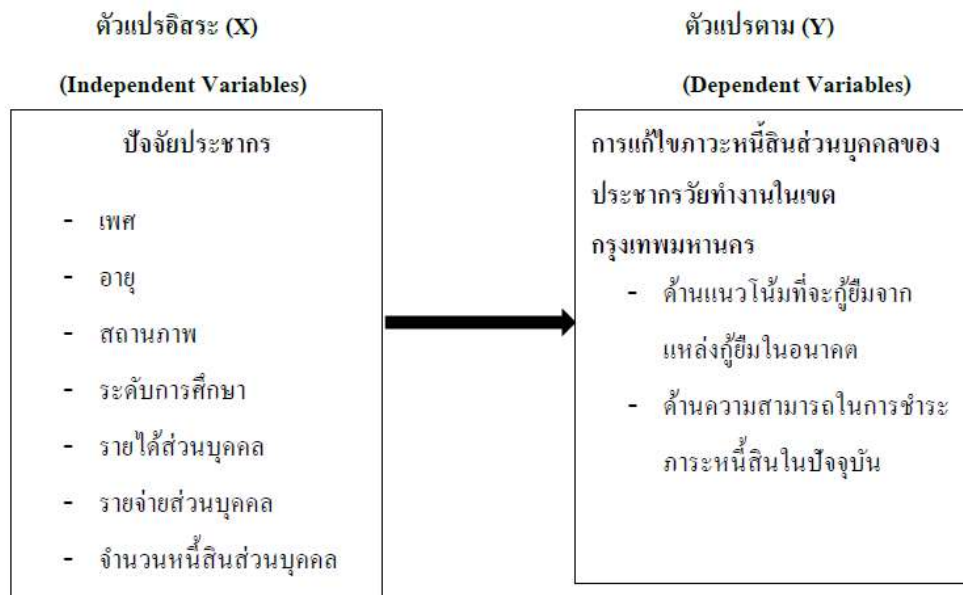 ตัวแปรอิสระ (X)
(Independent Variables)
ปัจจัยประชากร
- เพศ
- อายุ
- สถานภาพ
- ระดับการศึกษา
- รายได้ส่วนบุคคล
- รายจ่ายส่วนบุคคล
- จำนวนหนี้สินส่วนบุคคล
ตัวแปรตาม (Y)
(Dependent Variables)
การแก้ไขภาวะหนี้สินส่วนบุคคลของ
ประชากรวัยทำงานในเขต
กรุงเทพมหานคร
- ด้านแนวโน้มที่จะกู้ยืมจาก
แหล่งกู้ยืมในอนาคต
- ด้านความสามารถในการชำระ
ภาระหนี้สินในปัจจุบัน